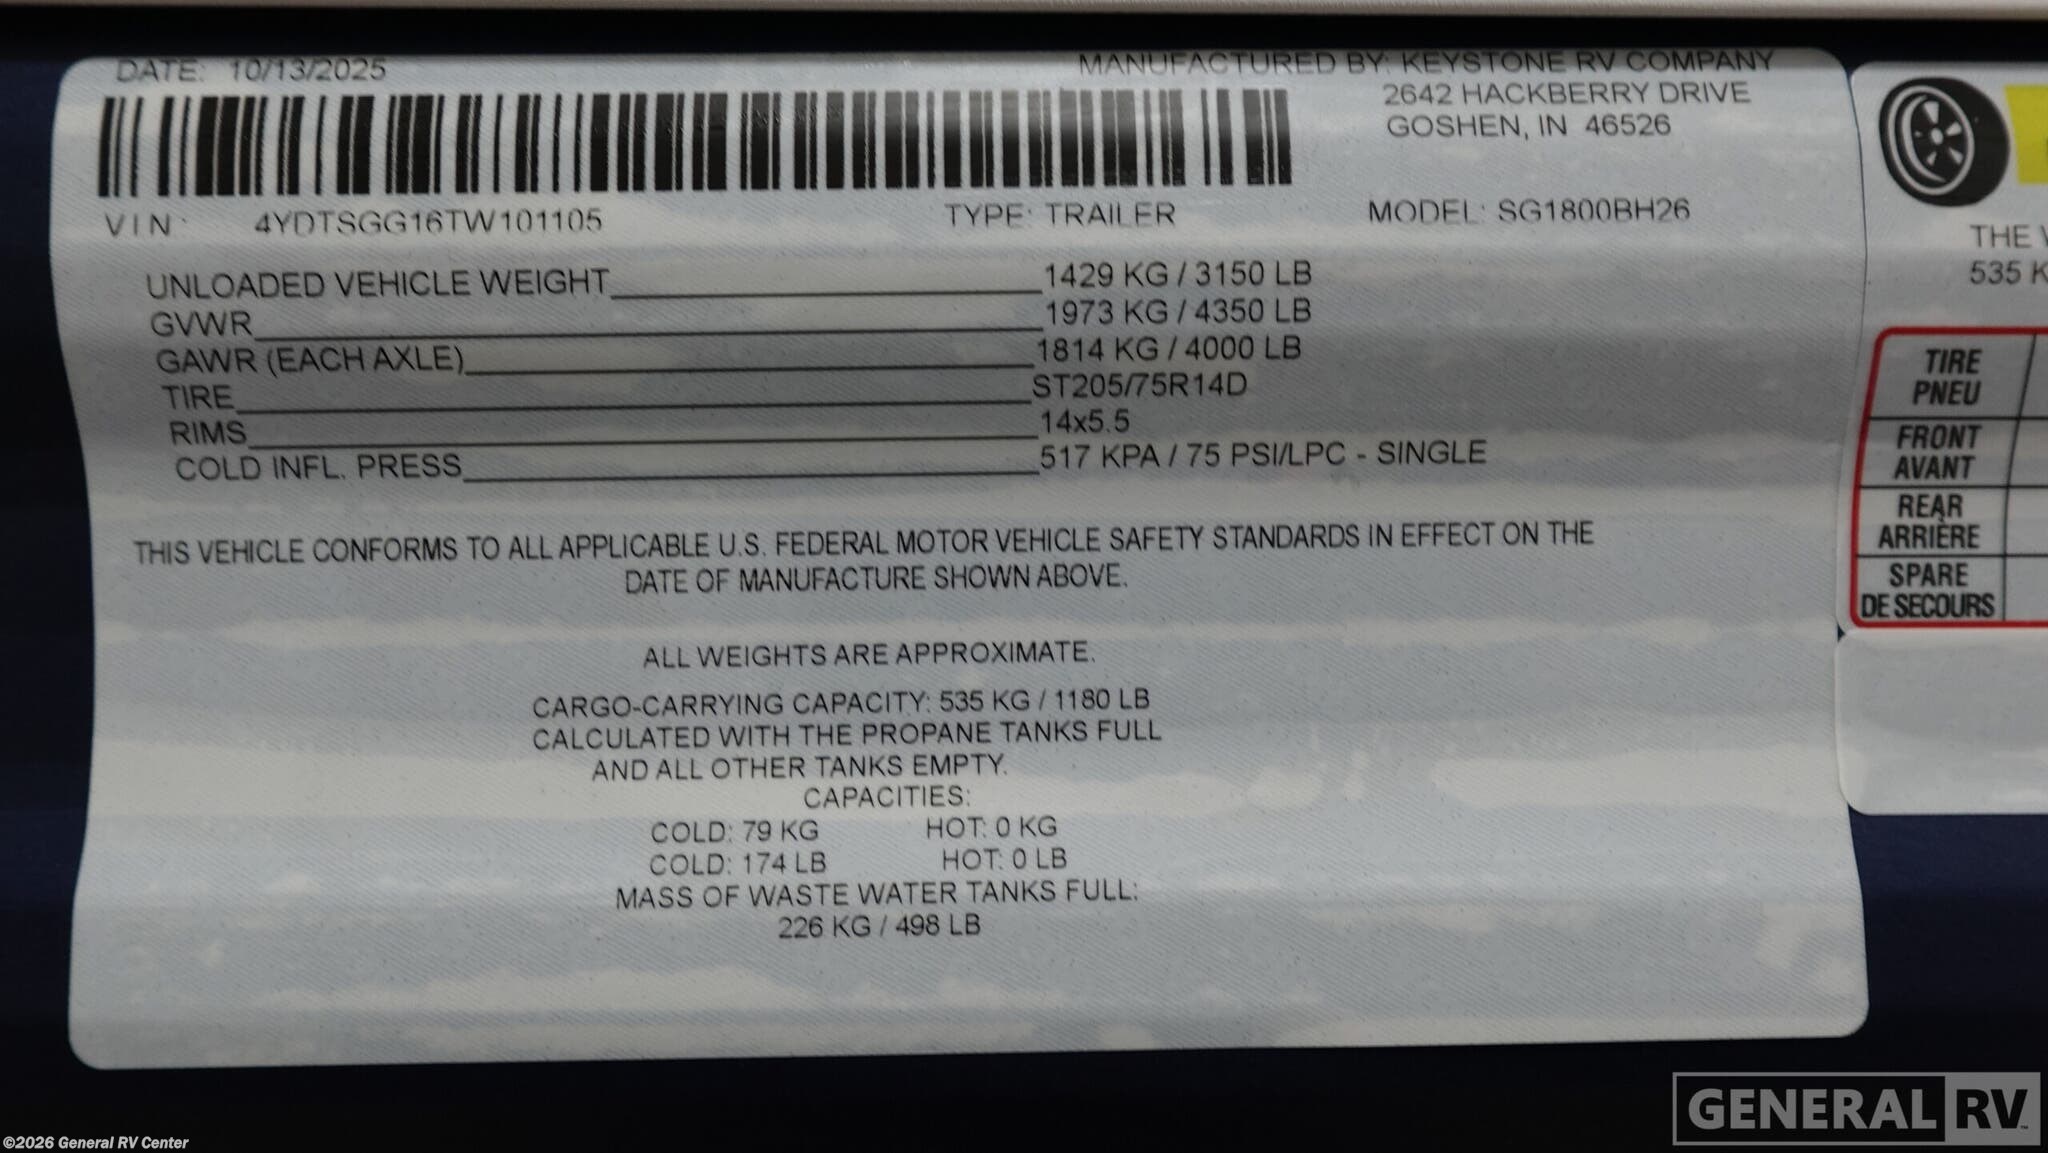 DATE: 10/13/2025
MANUFACTURED BY: KEYSTONE RV COMPANY
2642 HACKBERRY DRIVE
GOSHEN, IN 46526
VIN: 4YDTSGG16TW101105 TYPE: TRAILER MODEL: SG1800BH26
UNLOADED VEHICLE WEIGHT 1429 KG / 3150 LB
GVWR 1973 KG / 4350 LB
GAWR (EACH AXLE) 1814 KG / 4000 LB
TIRE ST205/75R14D
RIMS 14x5.5
COLD INFL. PRESS 517 KPA / 75 PSI/LPC - SINGLE
THIS VEHICLE CONFORMS TO ALL APPLICABLE U.S. FEDERAL MOTOR VEHICLE SAFETY STANDARDS IN EFFECT ON THE
DATE OF MANUFACTURE SHOWN ABOVE.
ALL WEIGHTS ARE APPROXIMATE.
CARGO-CARRYING CAPACITY: 535 KG / 1180 LB
CALCULATED WITH THE PROPANE TANKS FULL
AND ALL OTHER TANKS EMPTY.
CAPACITIES:
COLD: 79 KG HOT: 0 KG
COLD: 174 LB HOT: 0 LB
MASS OF WASTE WATER TANKS FULL:
226 KG / 498 LB
THE
535 K
TIRE
PNEU
FRONT
AVANT
REAR
ARRIÈRE
SPARE
DE SECOURS
GENERAL RV
©2026 General RV Center